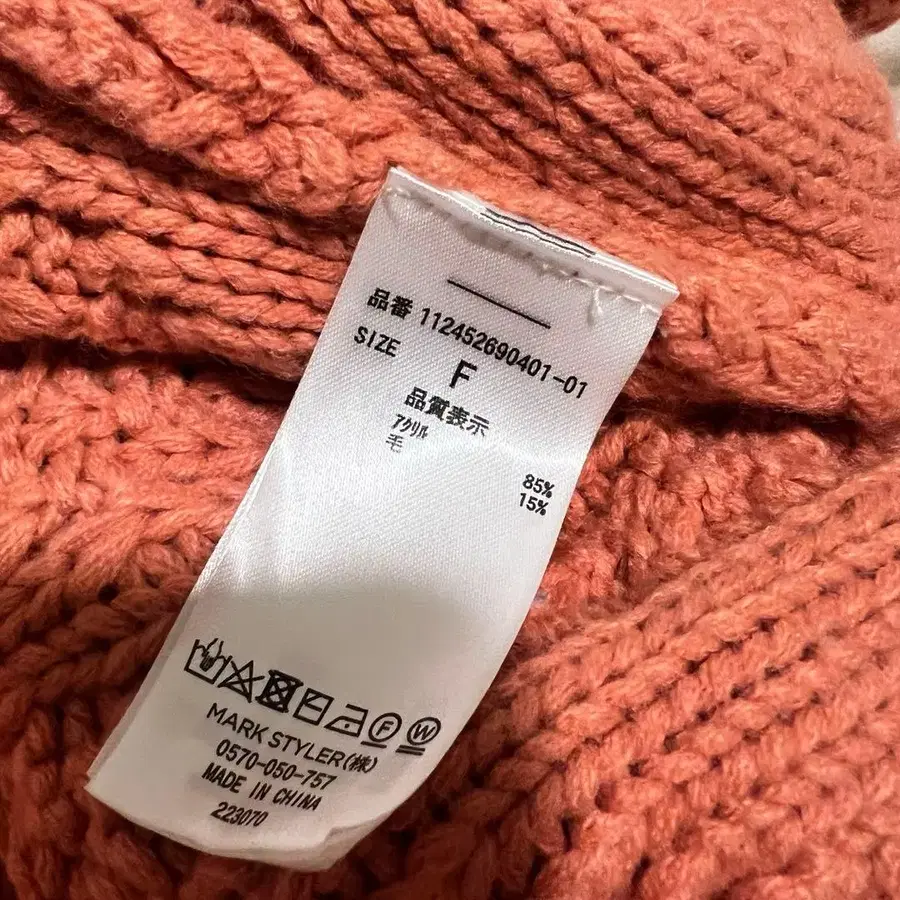 品番 112452690401-01
SIZE F
品質表示
ｱｸﾘﾙ 85%
毛 15%
F W
MARK STYLER(株)
0570-050-757
MADE IN CHINA
223070